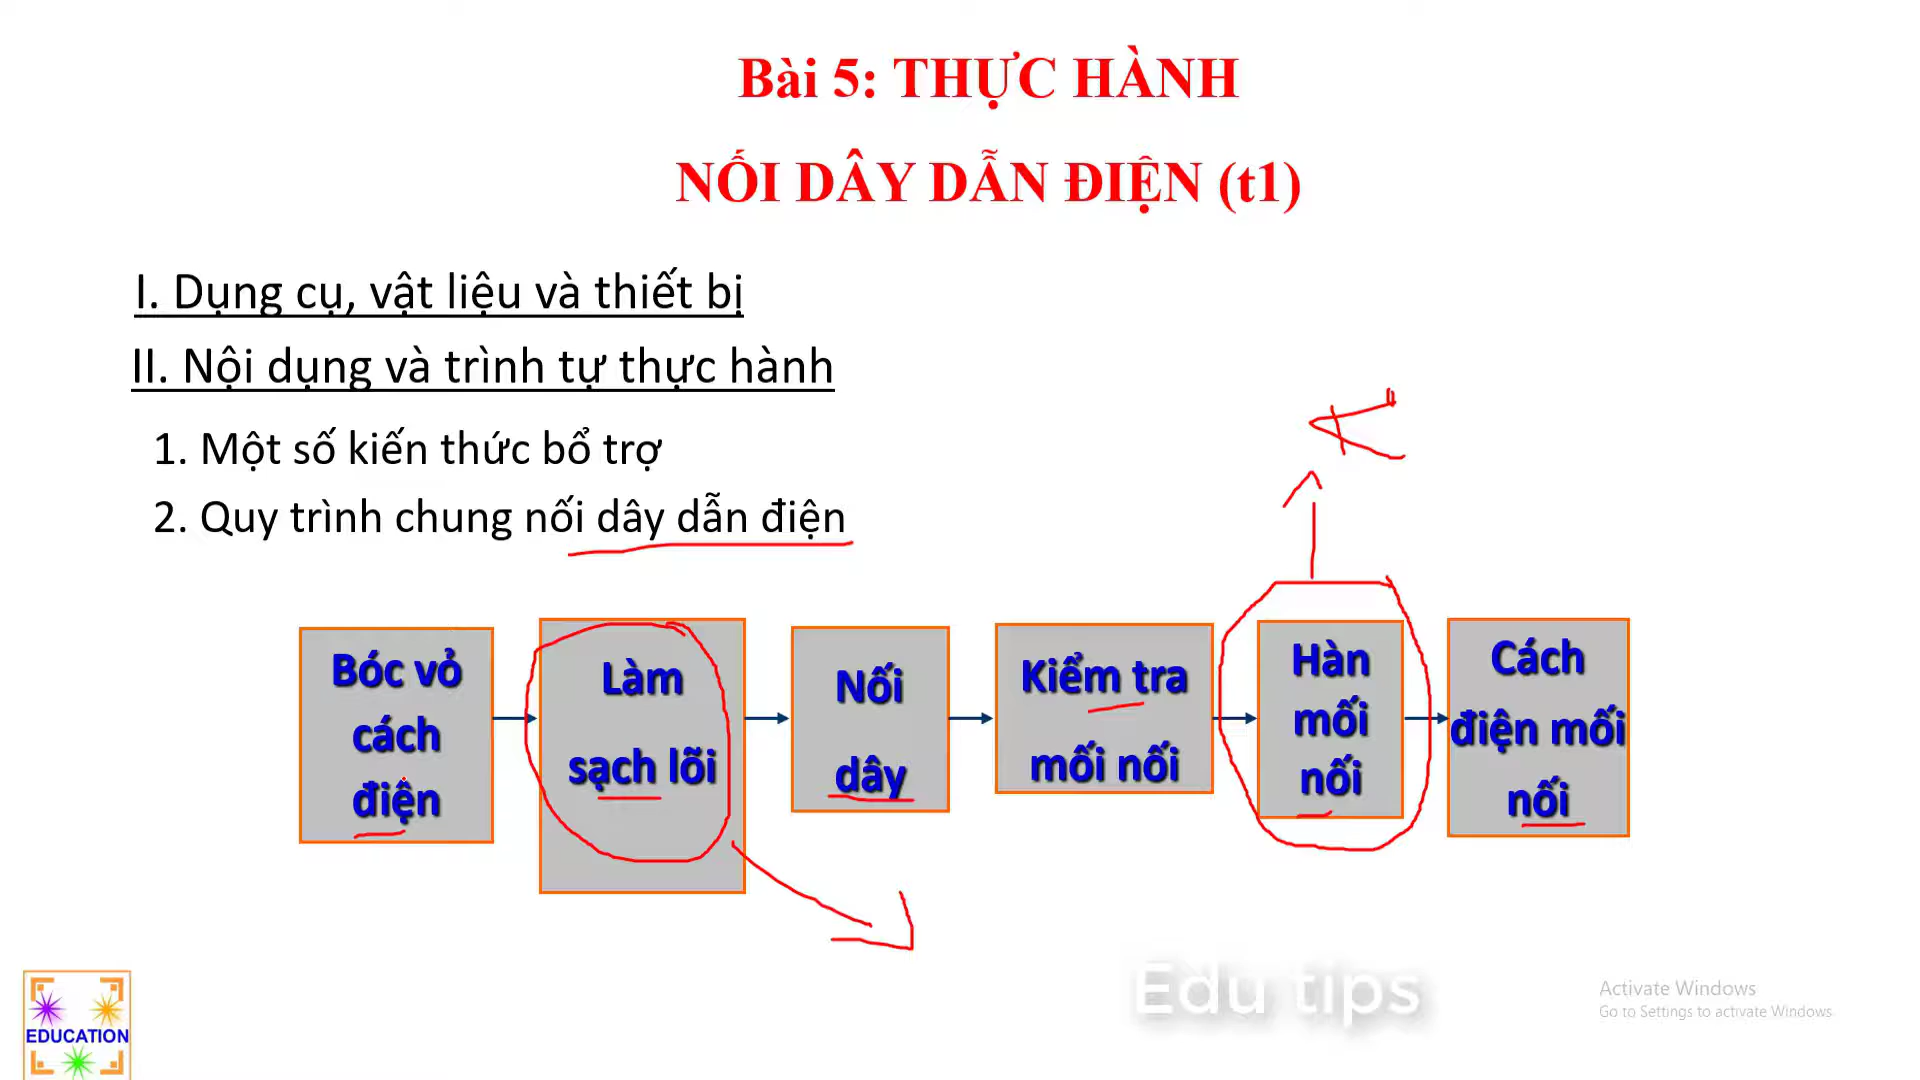 Bài 5: THỰC HÀNH
NỐI DÂY DẪN ĐIỆN (t1)
I. Dụng cụ, vật liệu và thiết bị
II. Nội dụng và trình tự thực hành
1. Một số kiến thức bổ trợ
2. Quy trình chung nối dây dẫn điện
Bóc vỏ
cách
điện
Làm
sạch lõi
Nối
dây
Kiểm tra
mối nối
Hàn
mối
nối
Cách
điện mối
nối
EDUCATION
Edu tips
Activate Windows
Go to Settings to activate Windows